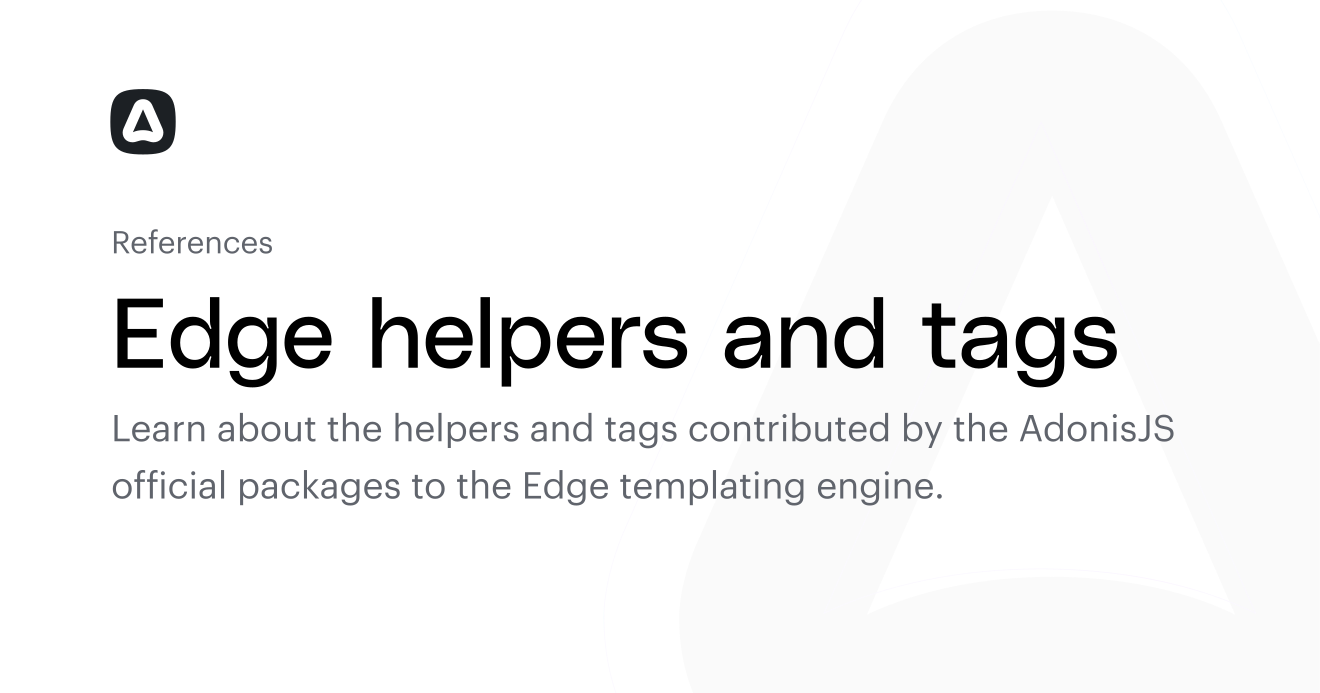 References
Edge helpers and tags
Learn about the helpers and tags contributed by the AdonisJS
official packages to the Edge templating engine.